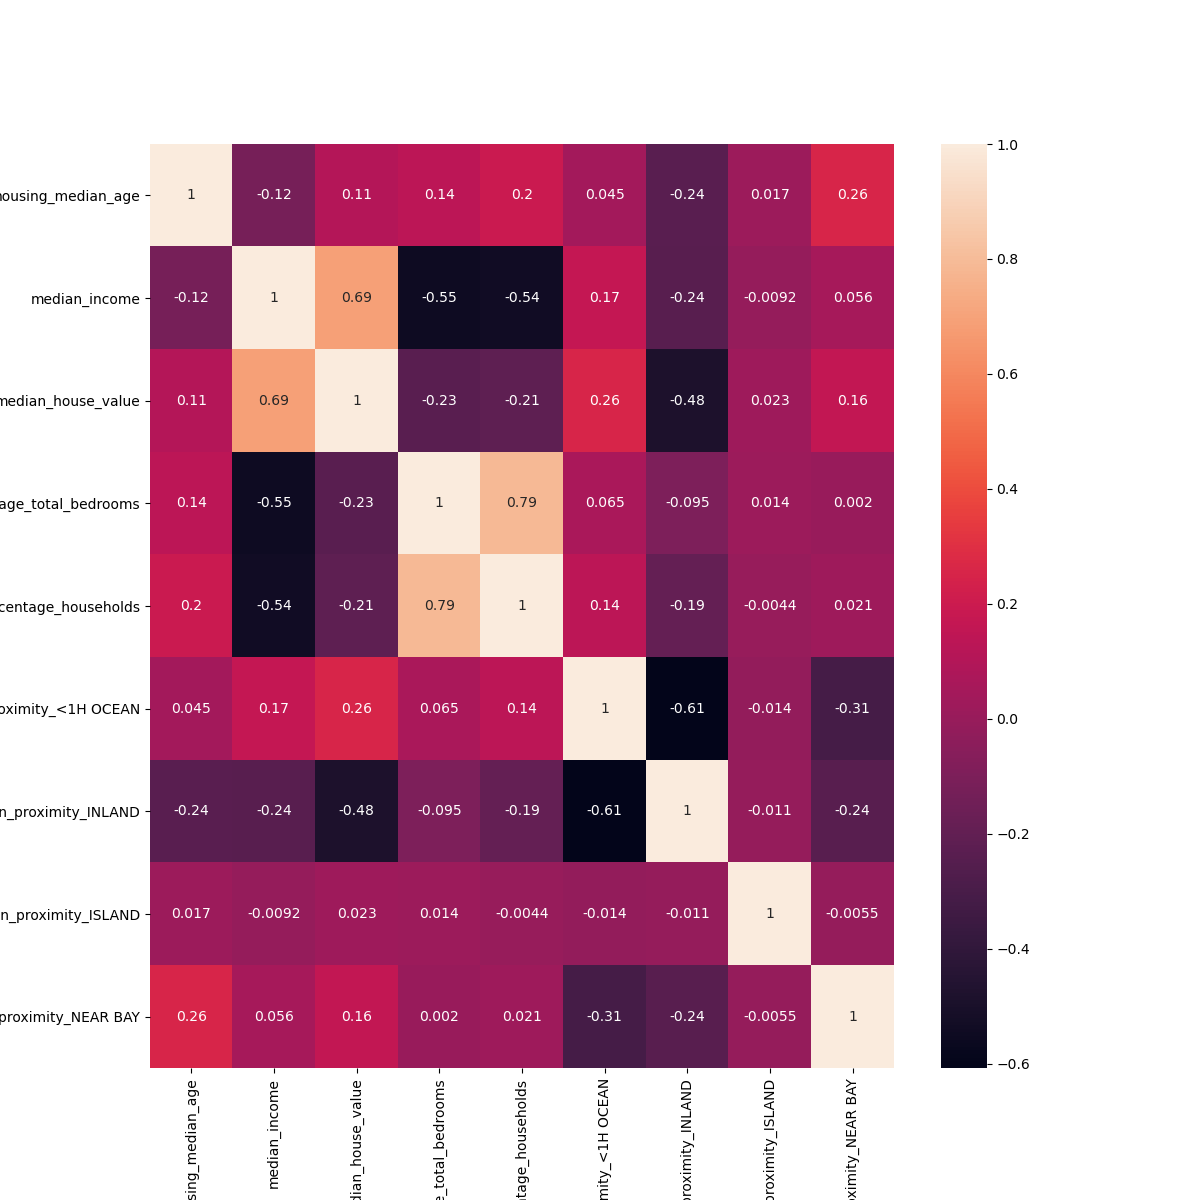 housing_median_age 1 -0.12 0.11 0.14 0.2 0.045 -0.24 0.017 0.26
median_income -0.12 1 0.69 -0.55 -0.54 0.17 -0.24 -0.0092 0.056
median_house_value 0.11 0.69 1 -0.23 -0.21 0.26 -0.48 0.023 0.16
age_total_bedrooms 0.14 -0.55 -0.23 1 0.79 0.065 -0.095 0.014 0.002
centage_households 0.2 -0.54 -0.21 0.79 1 0.14 -0.19 -0.0044 0.021
oximity_<1H OCEAN 0.045 0.17 0.26 0.065 0.14 1 -0.61 -0.014 -0.31
n_proximity_INLAND -0.24 -0.24 -0.48 -0.095 -0.19 -0.61 1 -0.011 -0.24
n_proximity_ISLAND 0.017 -0.0092 0.023 0.014 -0.0044 -0.014 -0.011 1 -0.0055
proximity_NEAR BAY 0.26 0.056 0.16 0.002 0.021 -0.31 -0.24 -0.0055 1
sing_median_age
median_income
dian_house_value
e_total_bedrooms
ntage_households
mity_<1H OCEAN
proximity_INLAND
proximity_ISLAND
oximity_NEAR BAY
1.0
0.8
0.6
0.4
0.2
0.0
−0.2
−0.4
−0.6